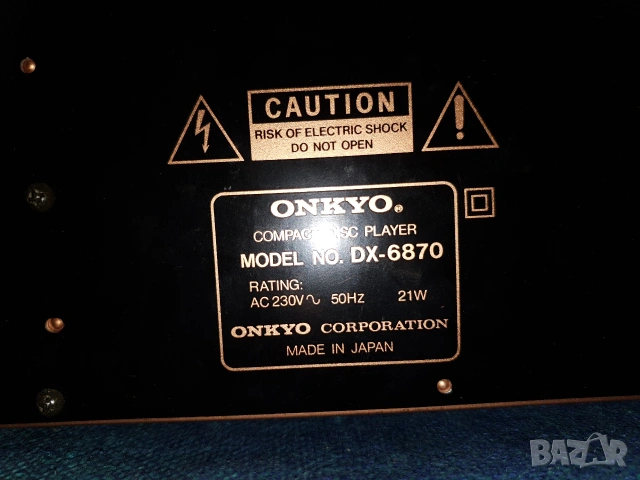 CAUTION
RISK OF ELECTRIC SHOCK
DO NOT OPEN
ONKYO®
COMPACT DISC PLAYER
MODEL NO. DX-6870
RATING:
AC 230V∿ 50Hz 21W
ONKYO CORPORATION
MADE IN JAPAN
BAZAR